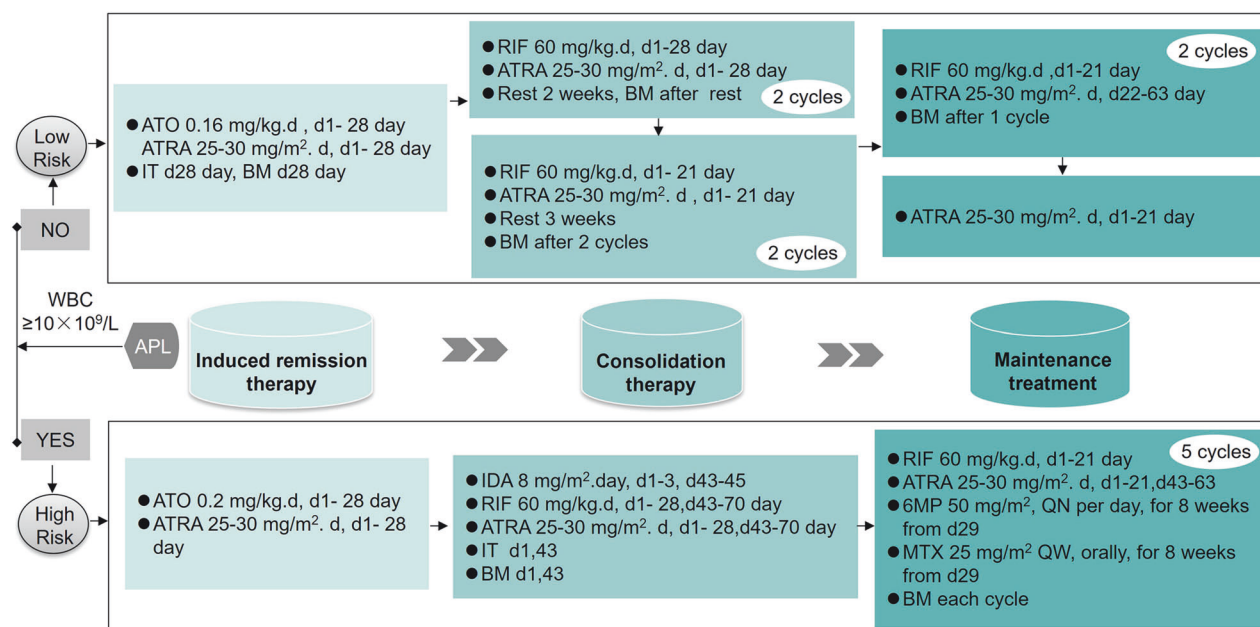 Low
Risk
NO
WBC
≥10×10⁹/L
APL
YES
High
Risk
● ATO 0.16 mg/kg.d , d1- 28 day
ATRA 25-30 mg/m². d, d1- 28 day
● IT d28 day, BM d28 day
● RIF 60 mg/kg.d, d1-28 day
● ATRA 25-30 mg/m². d, d1- 28 day
● Rest 2 weeks, BM after rest
2 cycles
● RIF 60 mg/kg.d, d1- 21 day
● ATRA 25-30 mg/m². d , d1- 21 day
● Rest 3 weeks
● BM after 2 cycles
2 cycles
2 cycles
● RIF 60 mg/kg.d ,d1-21 day
● ATRA 25-30 mg/m². d, d22-63 day
● BM after 1 cycle
● ATRA 25-30 mg/m². d, d1-21 day
Induced remission
therapy
Consolidation
therapy
Maintenance
treatment
● ATO 0.2 mg/kg.d, d1- 28 day
● ATRA 25-30 mg/m². d, d1- 28
day
● IDA 8 mg/m².day, d1-3, d43-45
● RIF 60 mg/kg.d, d1- 28,d43-70 day
● ATRA 25-30 mg/m². d, d1- 28,d43-70 day
● IT d1,43
● BM d1,43
5 cycles
● RIF 60 mg/kg.d, d1-21 day
● ATRA 25-30 mg/m². d, d1-21,d43-63
● 6MP 50 mg/m², QN per day, for 8 weeks
from d29
● MTX 25 mg/m² QW, orally, for 8 weeks
from d29
● BM each cycle